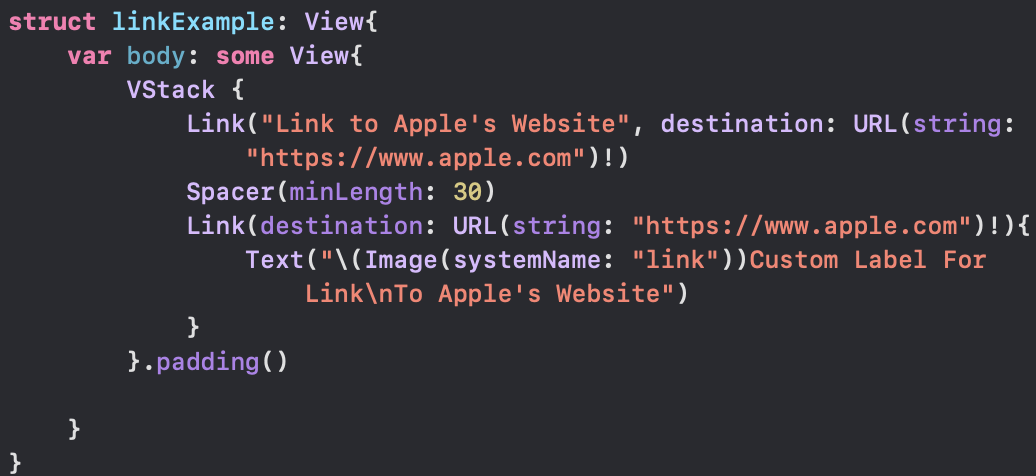 struct linkExample: View{
    var body: some View{
        VStack {
            Link("Link to Apple's Website", destination: URL(string:
                "https://www.apple.com")!)
            Spacer(minLength: 30)
            Link(destination: URL(string: "https://www.apple.com")!){
                Text("\(Image(systemName: "link"))Custom Label For
                    Link\nTo Apple's Website")
            }
        }.padding()

    }
}